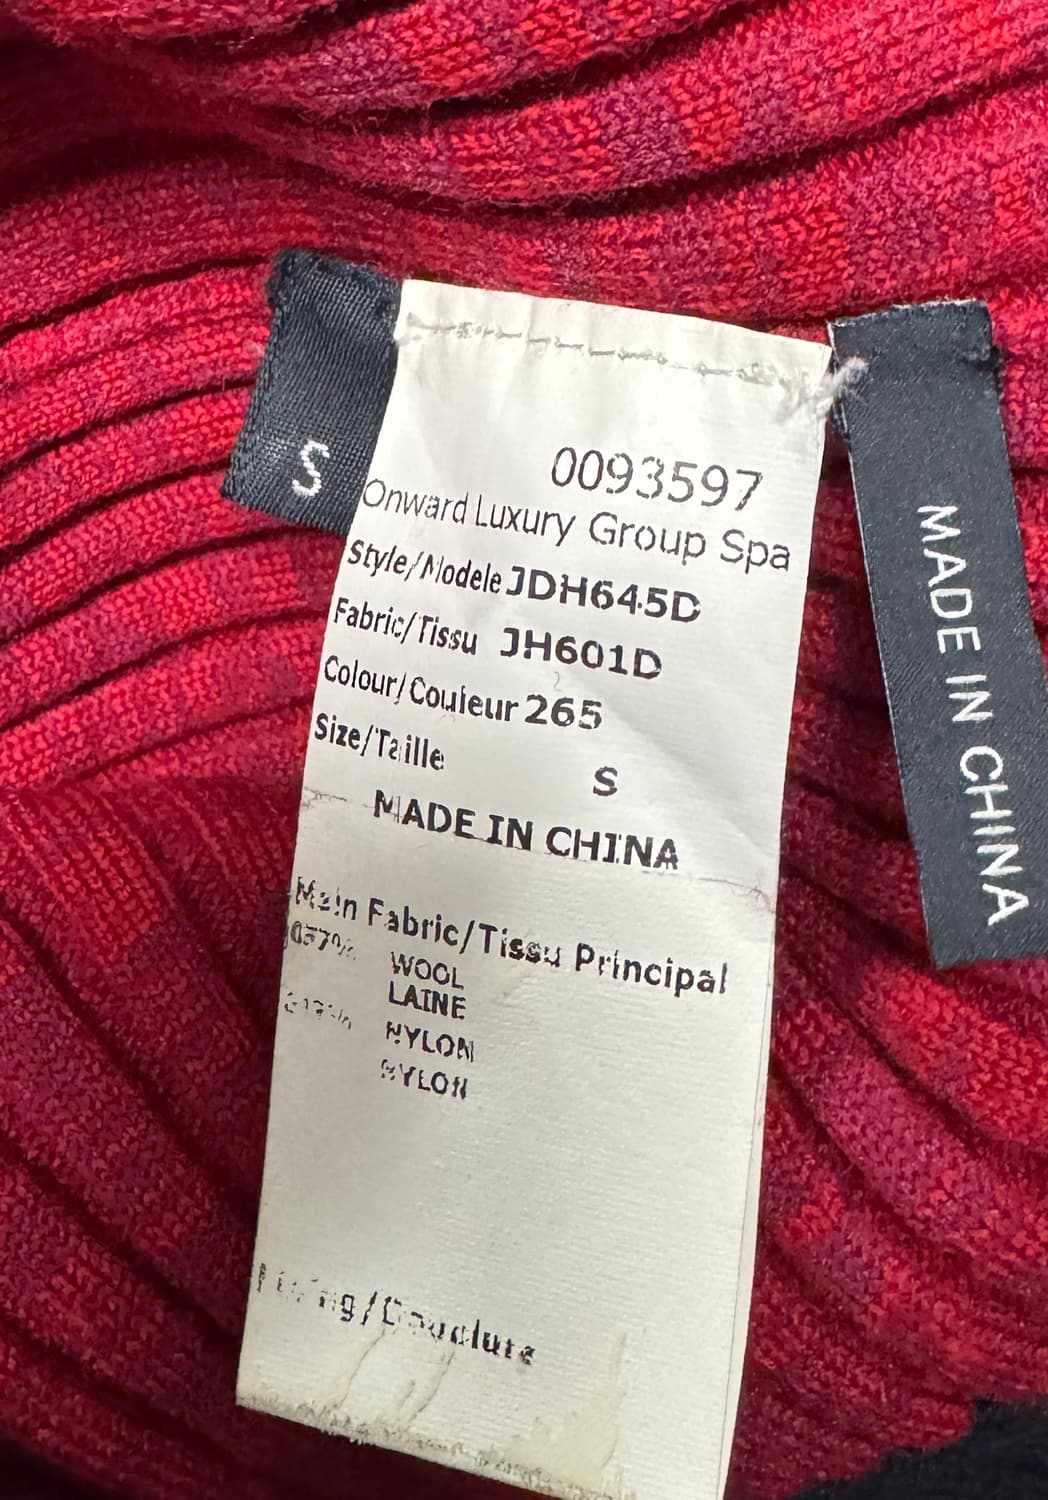 S
0093597
Onward Luxury Group Spa
Style/Modele JDH645D
Fabric/Tissu JH601D
Colour/Couleur 265
Size/Taille S
MADE IN CHINA
Main Fabric/Tissu Principal
WOOL
LAINE
NYLON
NYLON
MADE IN CHINA